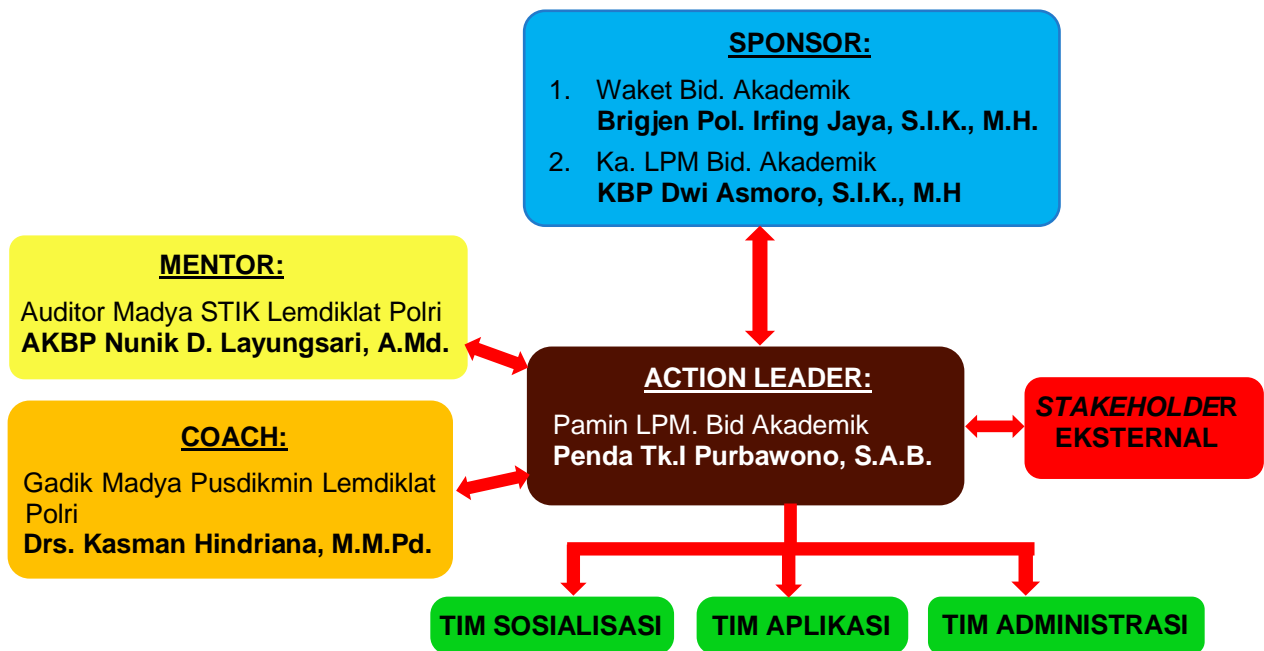 SPONSOR:
1. Waket Bid. Akademik
Brigjen Pol. Irfing Jaya, S.I.K., M.H.
2. Ka. LPM Bid. Akademik
KBP Dwi Asmoro, S.I.K., M.H
MENTOR:
Auditor Madya STIK Lemdiklat Polri
AKBP Nunik D. Layungsari, A.Md.
COACH:
Gadik Madya Pusdikmin Lemdiklat
Polri
Drs. Kasman Hindriana, M.M.Pd.
ACTION LEADER:
Pamin LPM. Bid Akademik
Penda Tk.I Purbawono, S.A.B.
STAKEHOLDER
EKSTERNAL
TIM SOSIALISASI
TIM APLIKASI
TIM ADMINISTRASI